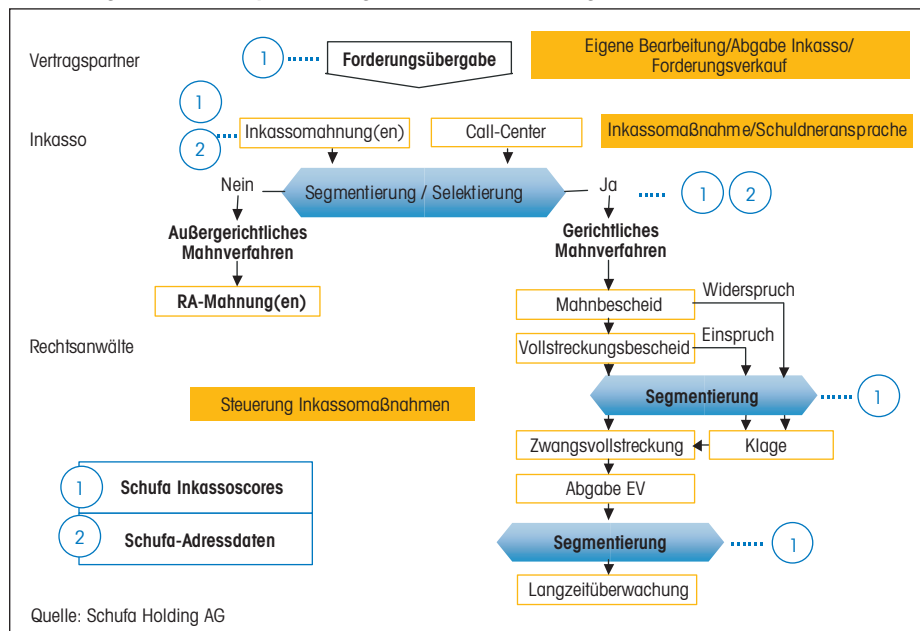 Vertragspartner
1
Forderungsübergabe
Eigene Bearbeitung/Abgabe Inkasso/
Forderungsverkauf
1
Inkasso
2
Inkassomahnung(en)
Call-Center
Inkassomaßnahme/Schuldneransprache
Nein
Segmentierung / Selektierung
Ja
1
2
Außergerichtliches
Mahnverfahren
Gerichtliches
Mahnverfahren
RA-Mahnung(en)
Mahnbescheid
Widerspruch
Rechtsanwälte
Vollstreckungsbescheid
Einspruch
Steuerung Inkassomaßnahmen
Segmentierung
1
Zwangsvollstreckung
Klage
1
Schufa Inkassoscores
Abgabe EV
2
Schufa-Adressdaten
Segmentierung
1
Langzeitüberwachung
Quelle: Schufa Holding AG